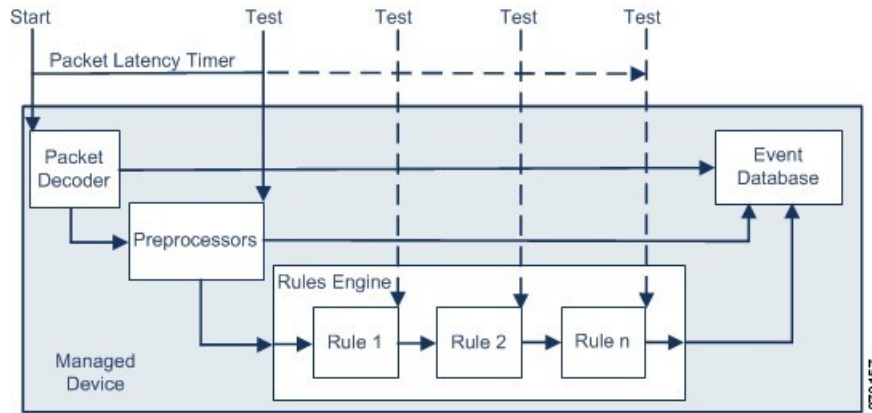 Start
Test
Test
Test
Test
Packet Latency Timer
Packet
Decoder
Event
Database
Preprocessors
Rules Engine
Rule 1
Rule 2
Rule n
Managed
Device